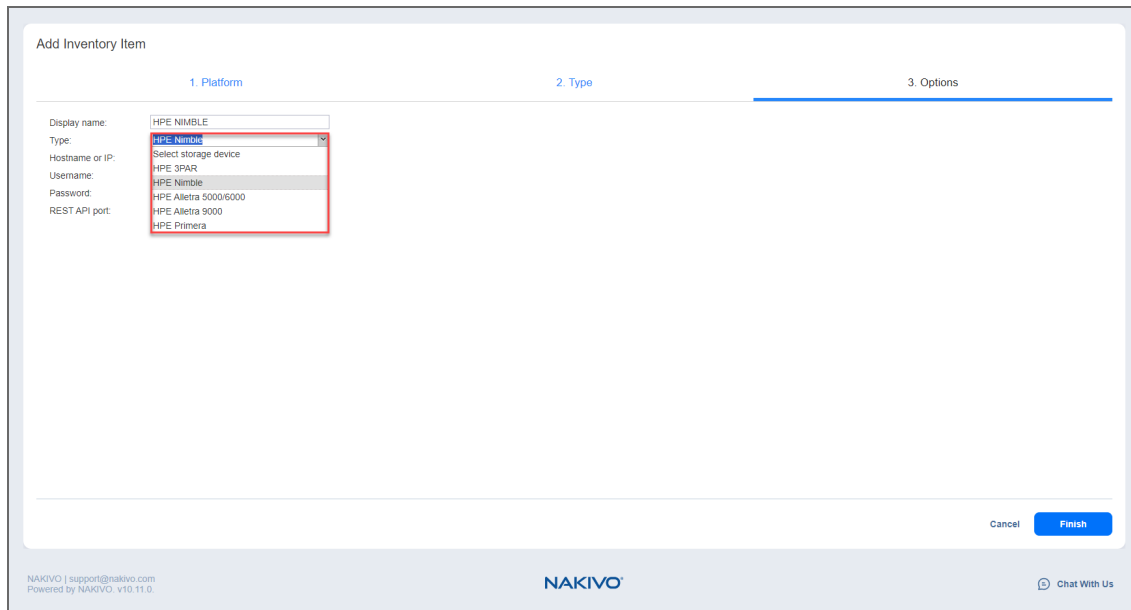 Add Inventory Item
1. Platform 2. Type 3. Options
Display name: HPE NIMBLE
Type: HPE Nimble
Select storage device
Hostname or IP:
HPE 3PAR
Username:
HPE Nimble
Password:
HPE Alletra 5000/6000
REST API port:
HPE Alletra 9000
HPE Primera
Cancel Finish
NAKIVO | support@nakivo.com
Powered by NAKIVO. v10.11.0.
NAKIVO®
Chat With Us